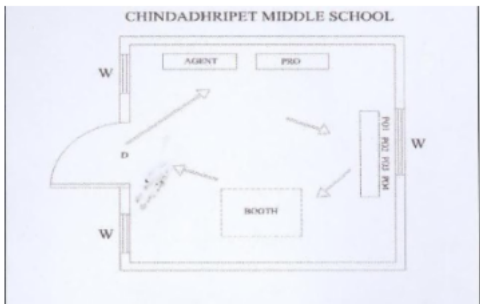 CHINDADHRIPET MIDDLE SCHOOL
AGENT PRO
W
PO1 PO2 PO3 PO4
W
D
BOOTH
W